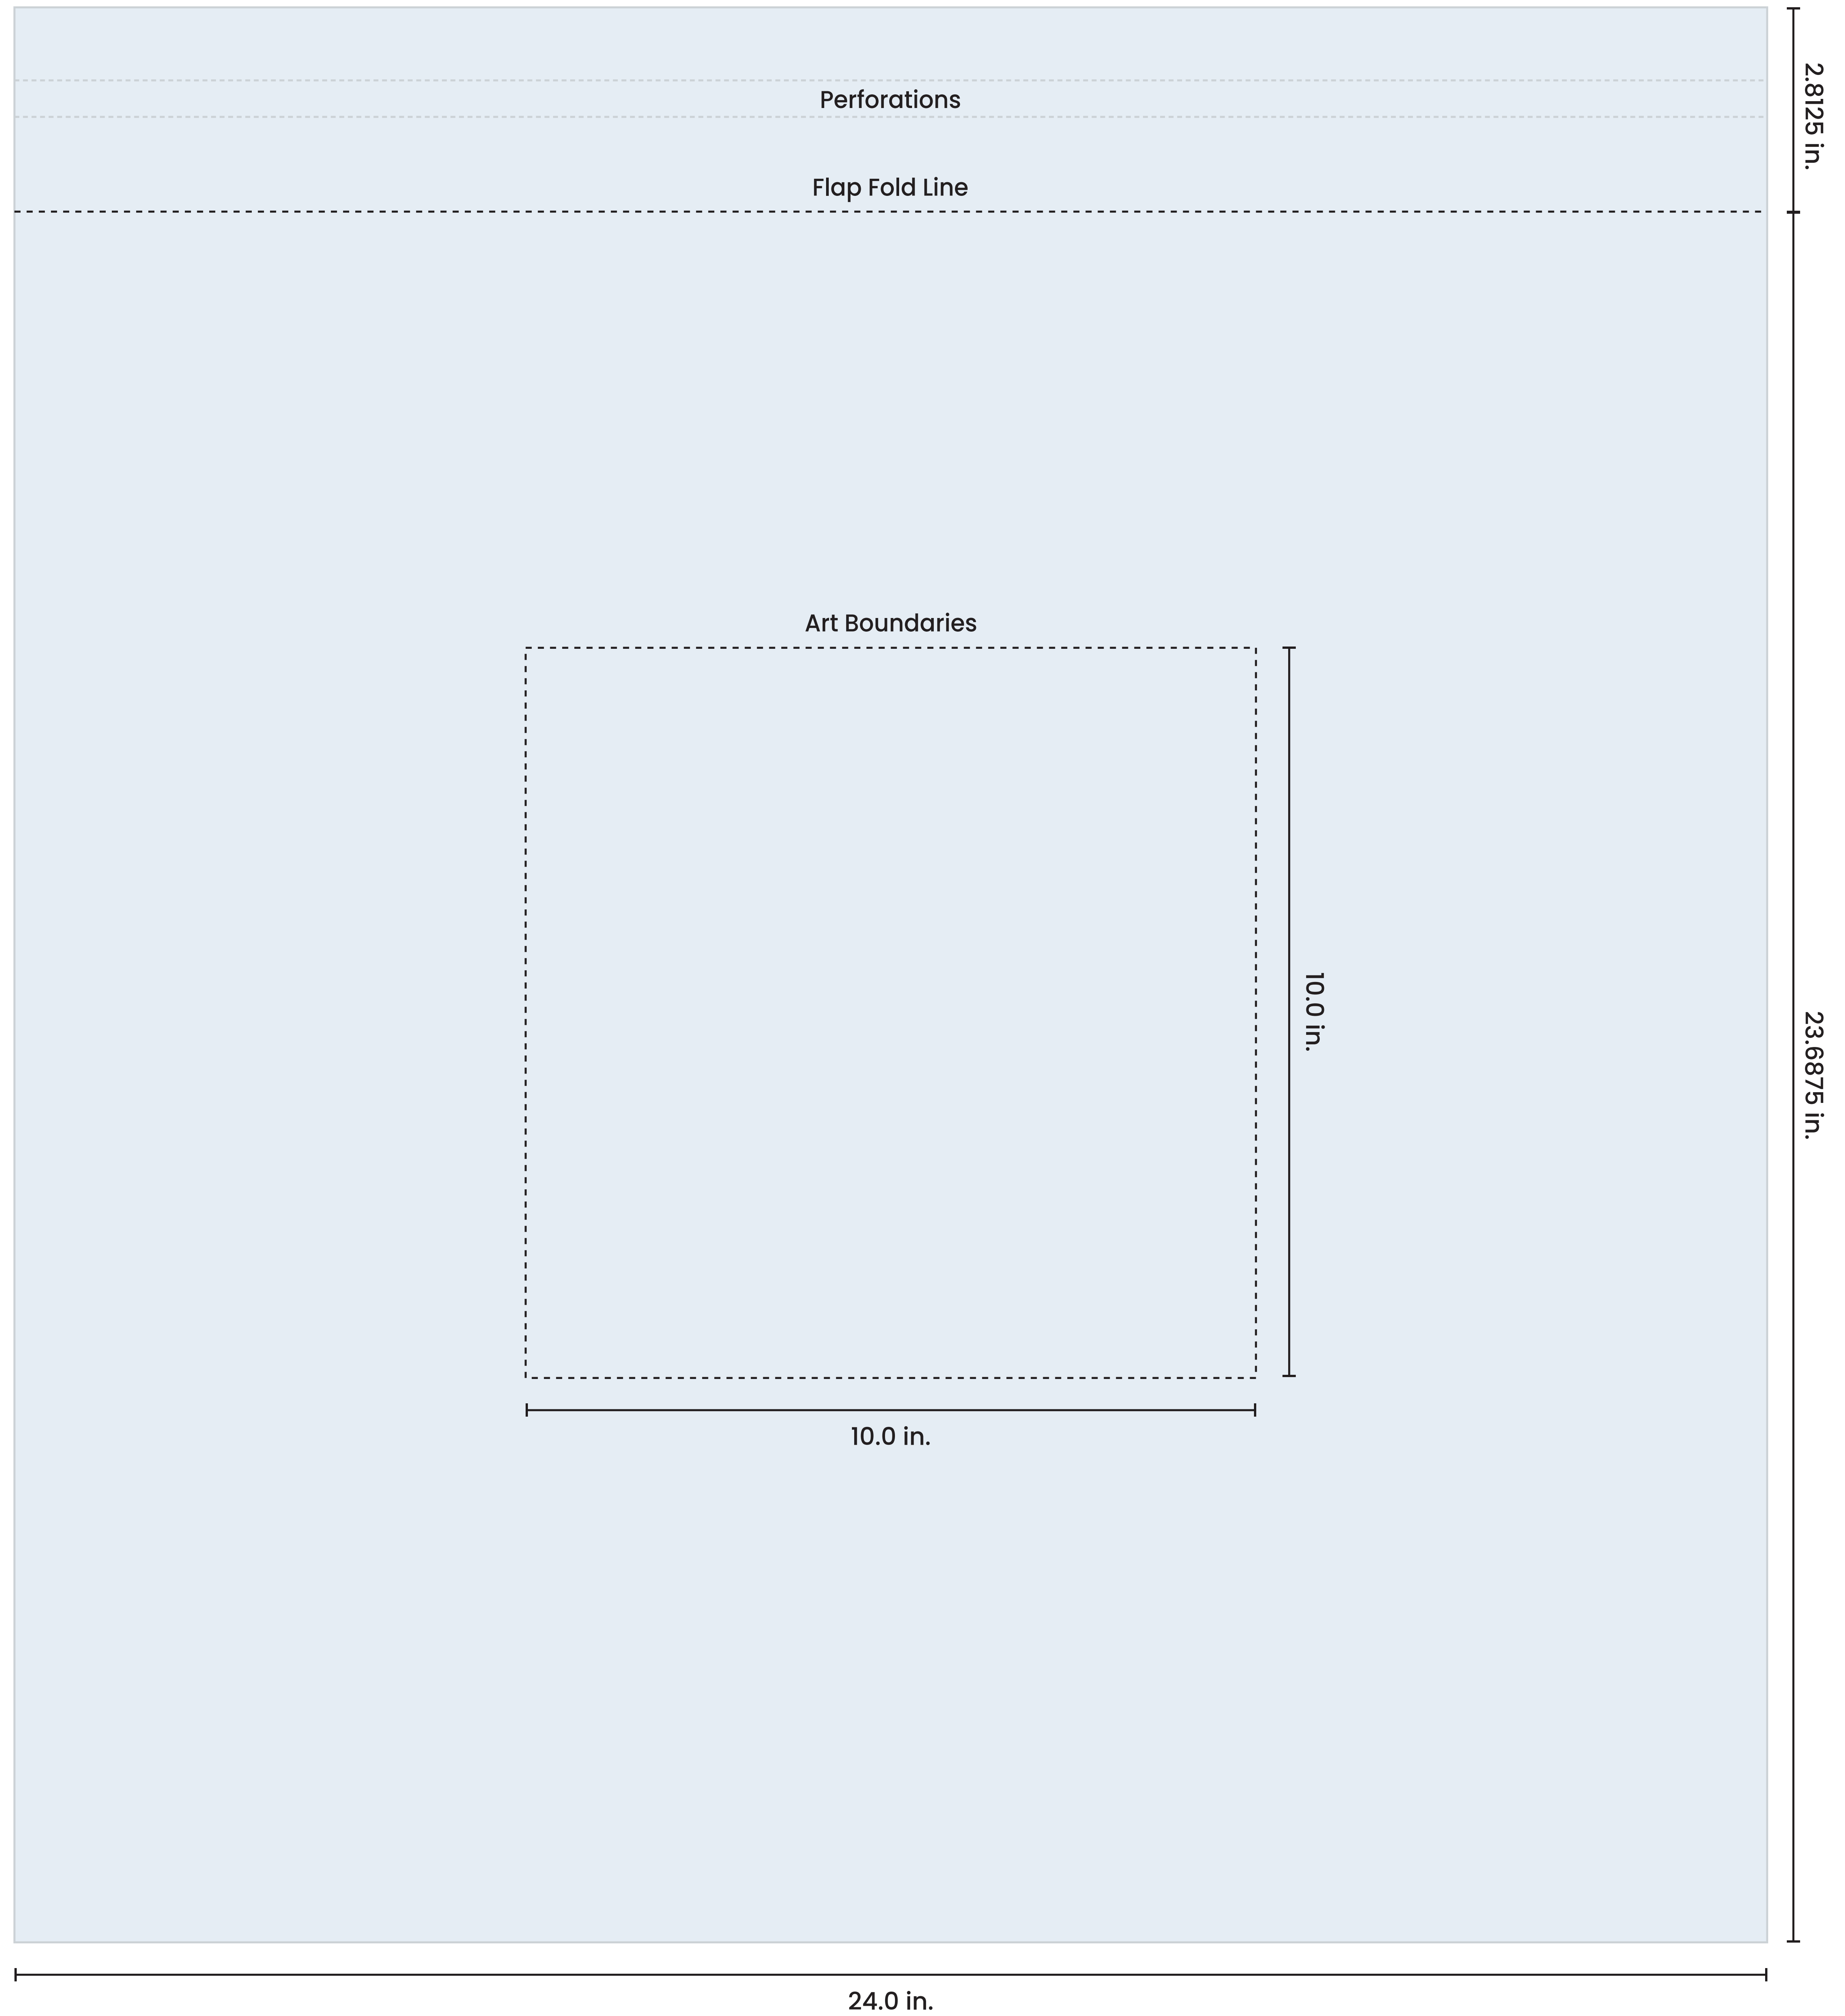 Perforations
2.8125 in.
Flap Fold Line
Art Boundaries
10.0 in.
23.6875 in.
10.0 in.
24.0 in.